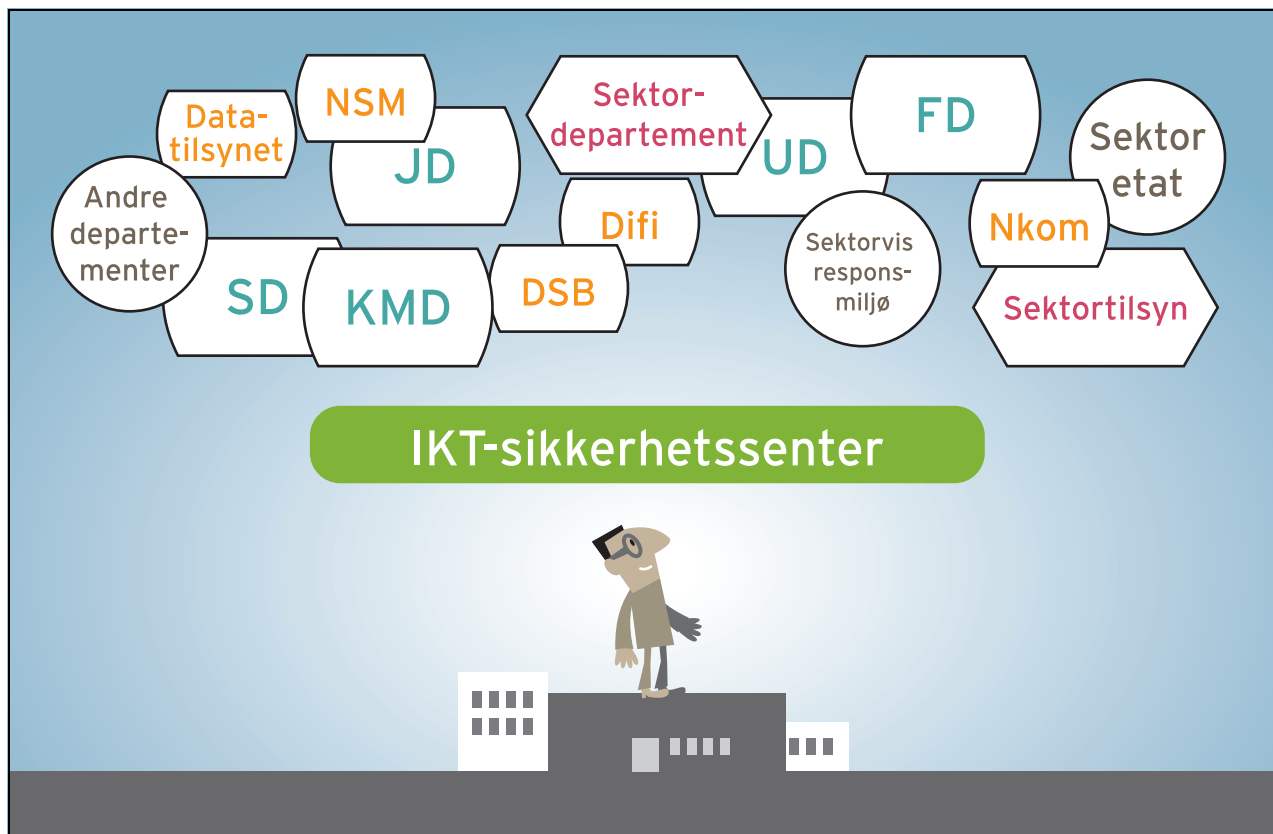 NSM
Data-
tilsynet
JD
Andre
departe-
menter
SD
KMD
DSB
Difi
Sektor-
departement
UD
FD
Sektorvis
respons-
miljø
Sektor
etat
Nkom
Sektortilsyn
IKT-sikkerhetssenter